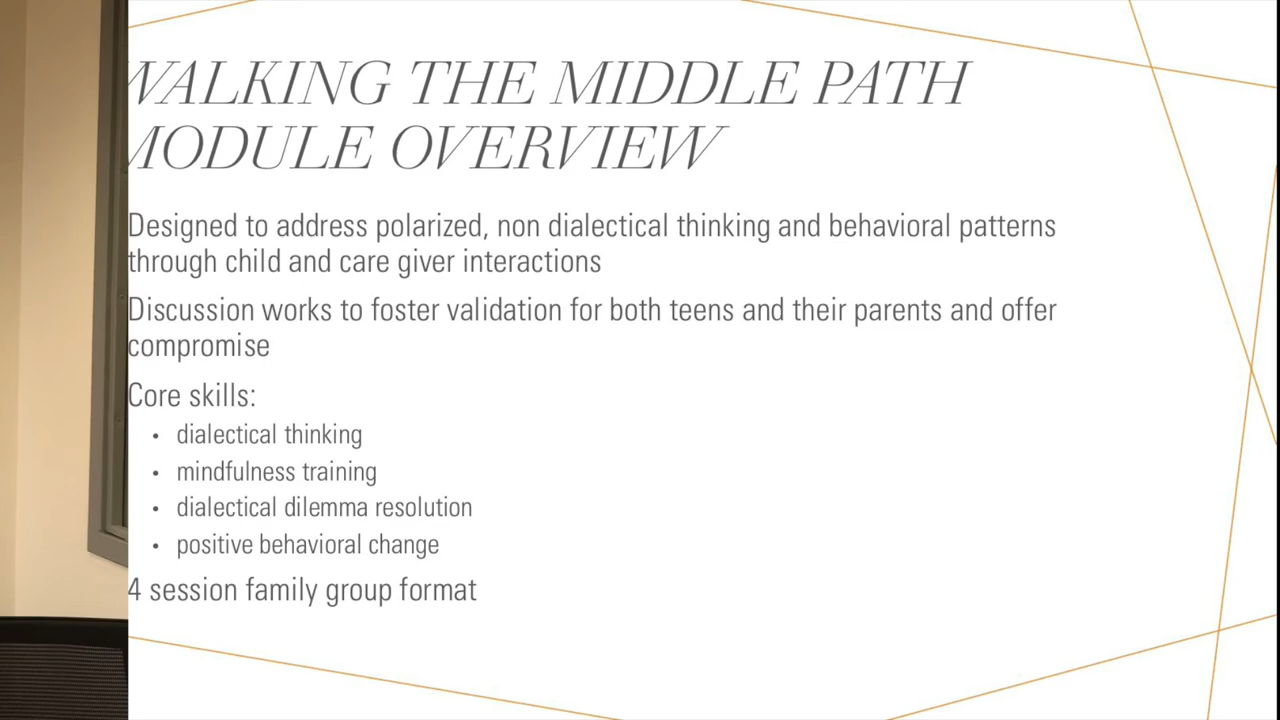 WALKING THE MIDDLE PATH
MODULE OVERVIEW
Designed to address polarized, non dialectical thinking and behavioral patterns
through child and care giver interactions
Discussion works to foster validation for both teens and their parents and offer
compromise
Core skills:
• dialectical thinking
• mindfulness training
• dialectical dilemma resolution
• positive behavioral change
4 session family group format